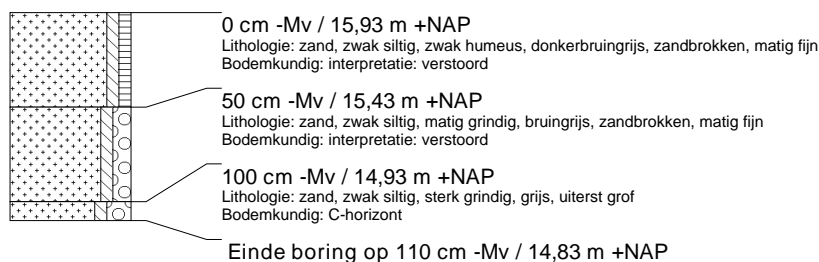 0 cm -Mv / 15,93 m +NAP
Lithologie: zand, zwak siltig, zwak humeus, donkerbruingrijs, zandbrokken, matig fijn
Bodemkundig: interpretatie: verstoord
50 cm -Mv / 15,43 m +NAP
Lithologie: zand, zwak siltig, matig grindig, bruingrijs, zandbrokken, matig fijn
Bodemkundig: interpretatie: verstoord
100 cm -Mv / 14,93 m +NAP
Lithologie: zand, zwak siltig, sterk grindig, grijs, uiterst grof
Bodemkundig: C-horizont
Einde boring op 110 cm -Mv / 14,83 m +NAP